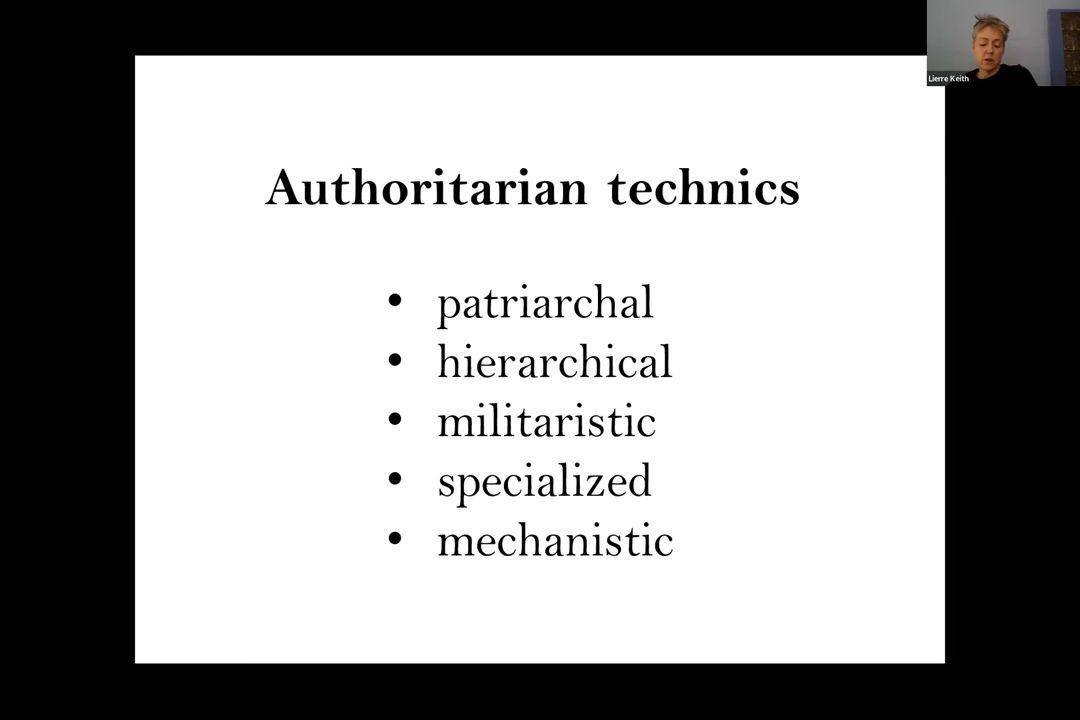 Lierre Keith
Authoritarian technics
• patriarchal
• hierarchical
• militaristic
• specialized
• mechanistic